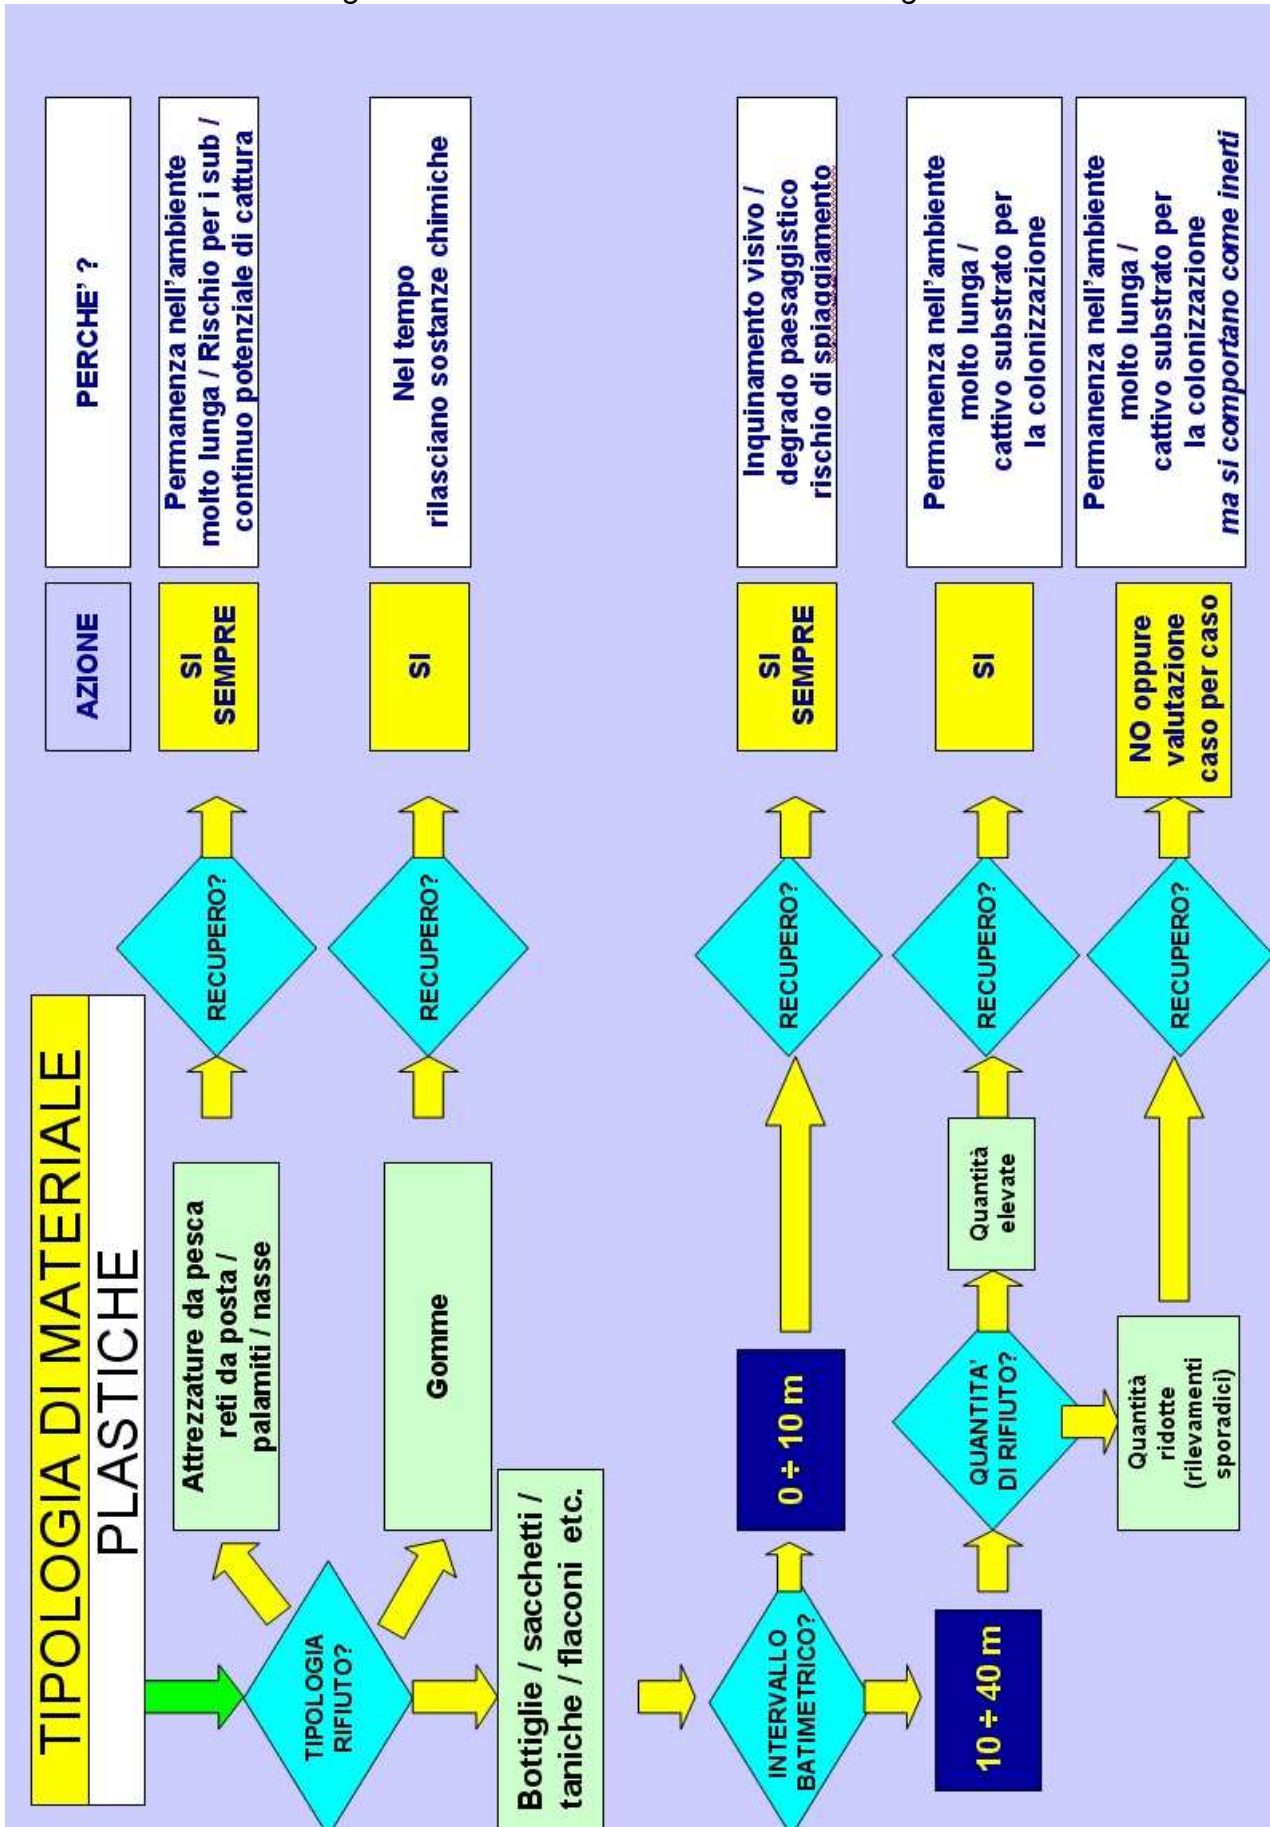 TIPOLOGIA DI MATERIALE
PLASTICHE
AZIONE
PERCHE' ?
TIPOLOGIA
RIFIUTO?
Attrezzature da pesca
reti da posta /
palamiti / nasse
RECUPERO?
SI
SEMPRE
Permanenza nell'ambiente
molto lunga / Rischio per i sub /
continuo potenziale di cattura
Gomme
RECUPERO?
SI
Nel tempo
rilasciano sostanze chimiche
Bottiglie / sacchetti /
taniche / flaconi etc.
INTERVALLO
BATIMETRICO?
0 ÷ 10 m
RECUPERO?
SI
SEMPRE
Inquinamento visivo /
degrado paesaggistico
rischio di spiaggiamento
10 ÷ 40 m
QUANTITA'
DI RIFIUTO?
Quantità
elevate
RECUPERO?
SI
Permanenza nell'ambiente
molto lunga /
cattivo substrato per
la colonizzazione
Quantità
ridotte
(rilevamenti
sporadici)
RECUPERO?
NO oppure
valutazione
caso per caso
Permanenza nell'ambiente
molto lunga /
cattivo substrato per
la colonizzazione
ma si comportano come inerti